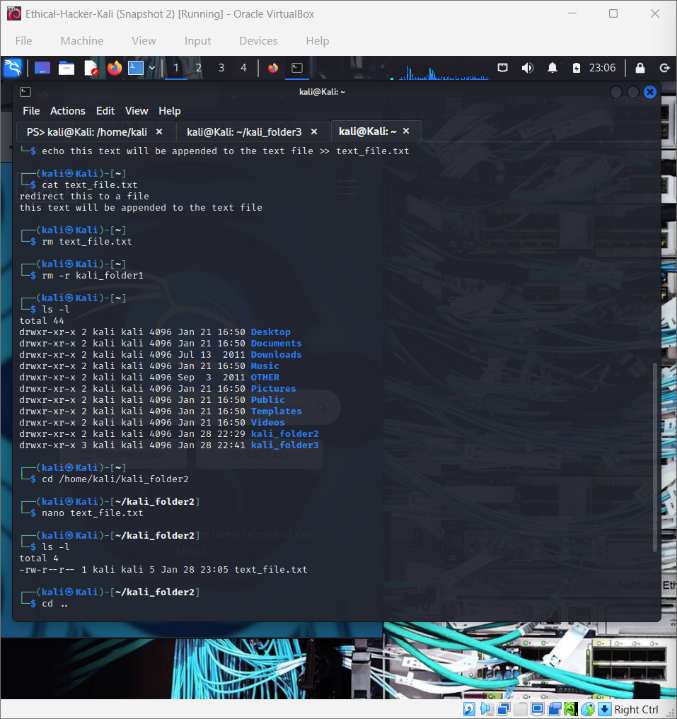 Ethical-Hacker-Kali (Snapshot 2) [Running] - Oracle VirtualBox
File Machine View Input Devices Help
1 2 3 4 23:06
kali@Kali: ~
File Actions Edit View Help
PS> kali@Kali: /home/kali × kali@Kali: ~/kali_folder3 × kali@Kali: ~ ×
└─$ echo this text will be appended to the text file >> text_file.txt
┌──(kali㉿Kali)-[~]
└─$ cat text_file.txt
redirect this to a file
this text will be appended to the text file
┌──(kali㉿Kali)-[~]
└─$ rm text_file.txt
┌──(kali㉿Kali)-[~]
└─$ rm -r kali_folder1
┌──(kali㉿Kali)-[~]
└─$ ls -l
total 44
drwxr-xr-x 2 kali kali 4096 Jan 21 16:50 Desktop
drwxr-xr-x 2 kali kali 4096 Jan 21 16:50 Documents
drwxr-xr-x 2 kali kali 4096 Jul 13 2011 Downloads
drwxr-xr-x 2 kali kali 4096 Jan 21 16:50 Music
drwxr-xr-x 2 kali kali 4096 Sep 3 2011 OTHER
drwxr-xr-x 2 kali kali 4096 Jan 21 16:50 Pictures
drwxr-xr-x 2 kali kali 4096 Jan 21 16:50 Public
drwxr-xr-x 2 kali kali 4096 Jan 21 16:50 Templates
drwxr-xr-x 2 kali kali 4096 Jan 21 16:50 Videos
drwxr-xr-x 2 kali kali 4096 Jan 28 22:29 kali_folder2
drwxr-xr-x 3 kali kali 4096 Jan 28 22:41 kali_folder3
┌──(kali㉿Kali)-[~]
└─$ cd /home/kali/kali_folder2
┌──(kali㉿Kali)-[~/kali_folder2]
└─$ nano text_file.txt
┌──(kali㉿Kali)-[~/kali_folder2]
└─$ ls -l
total 4
-rw-r--r-- 1 kali kali 5 Jan 28 23:05 text_file.txt
┌──(kali㉿Kali)-[~/kali_folder2]
└─$ cd ..
Right Ctrl